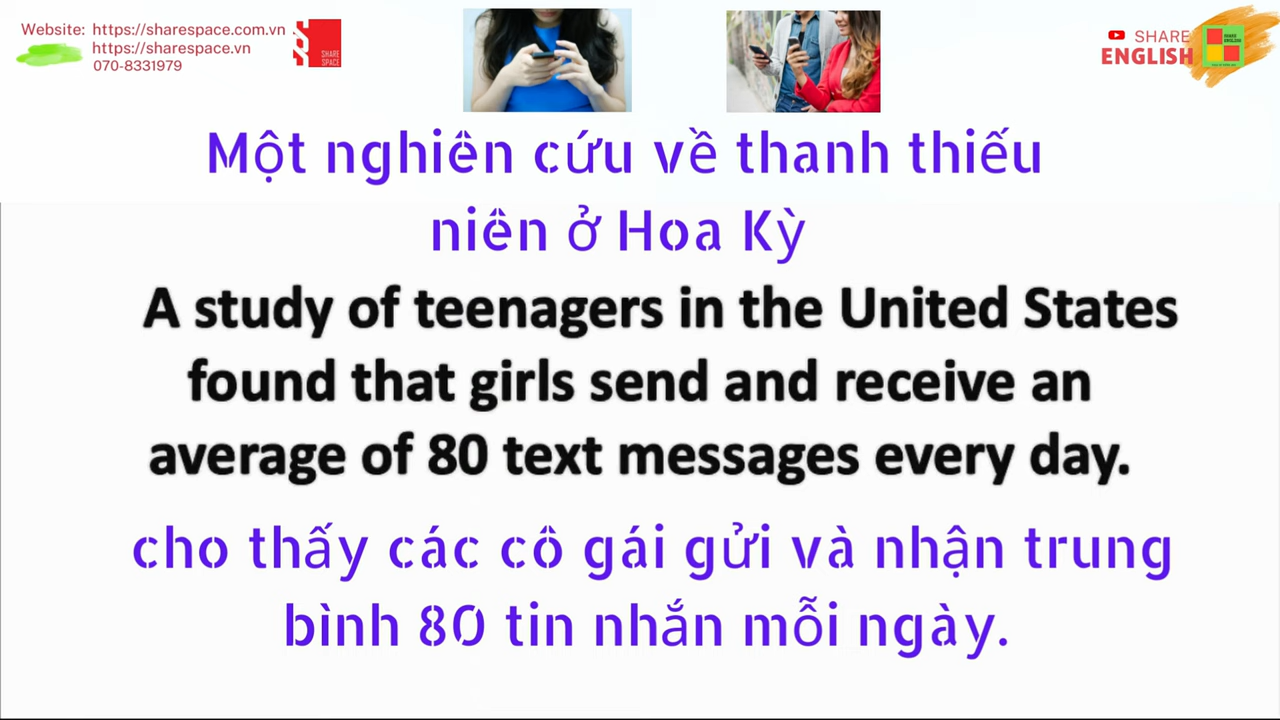 Website: https://sharespace.com.vn
https://sharespace.vn
070-8331979
SHARE
SPACE
SHARE
ENGLISH
Một nghiên cứu về thanh thiếu
niên ở Hoa Kỳ
A study of teenagers in the United States
found that girls send and receive an
average of 80 text messages every day.
cho thấy các cô gái gửi và nhận trung
bình 80 tin nhắn mỗi ngày.